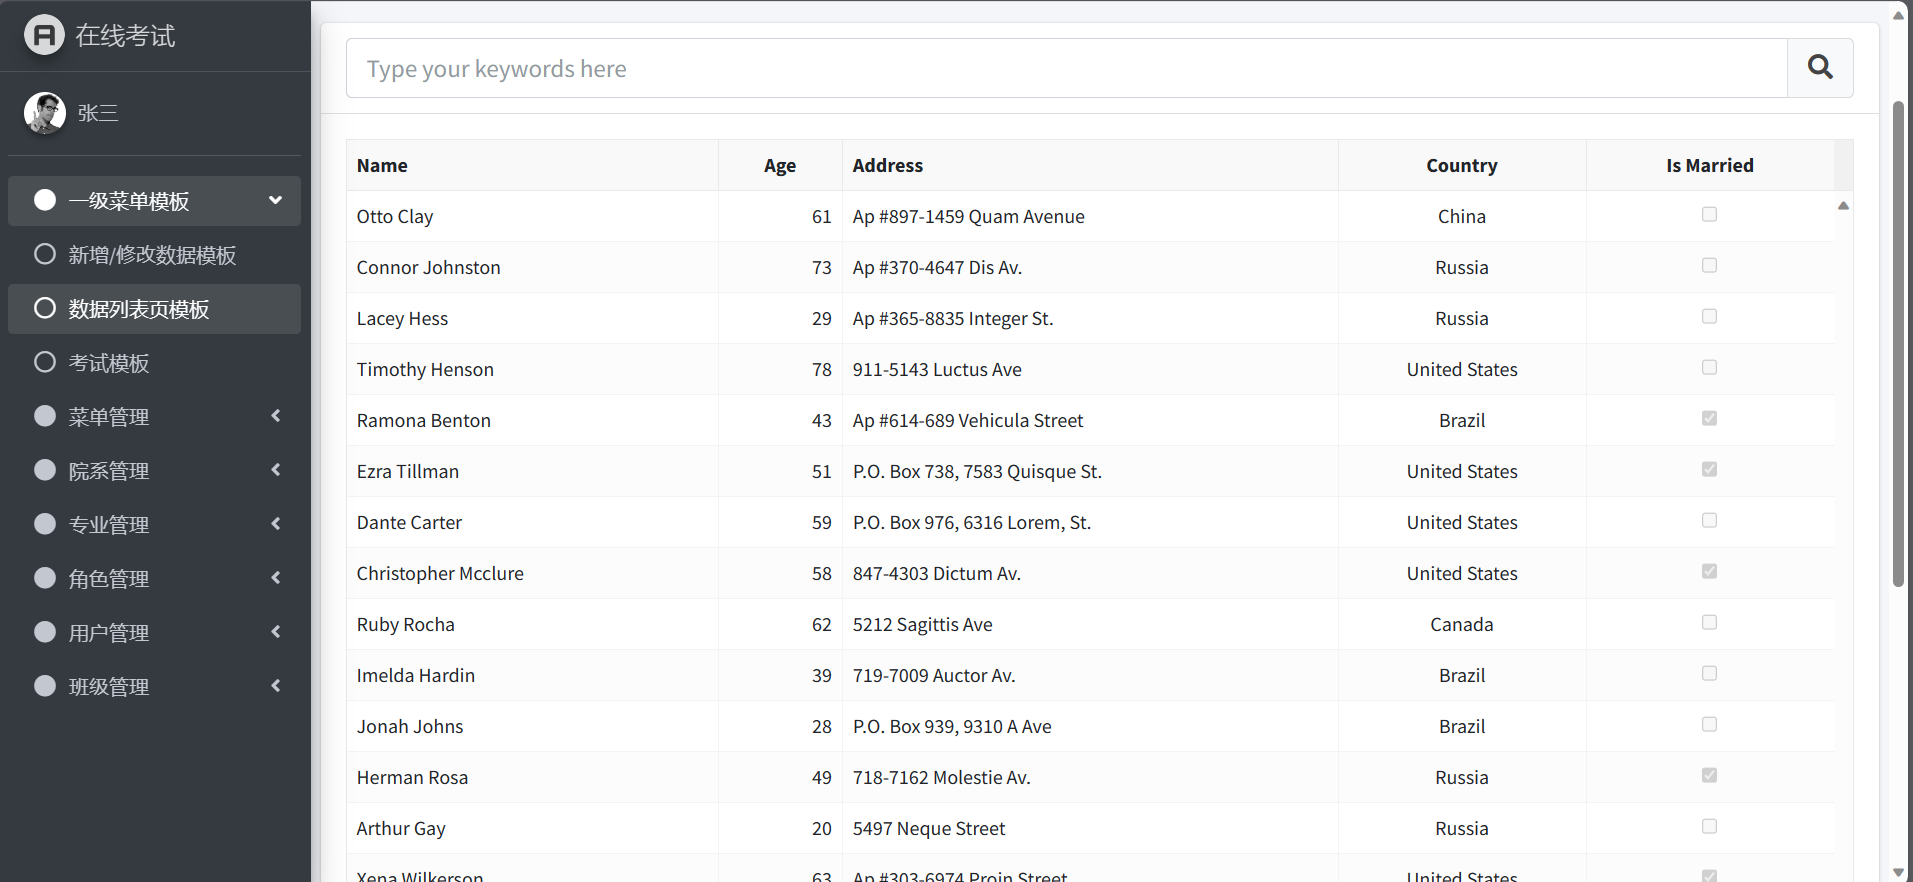 在线考试
张三
一级菜单模板
新增/修改数据模板
数据列表页模板
考试模板
菜单管理
院系管理
专业管理
角色管理
用户管理
班级管理
Type your keywords here
Name Age Address Country Is Married
Otto Clay 61 Ap #897-1459 Quam Avenue China
Connor Johnston 73 Ap #370-4647 Dis Av. Russia
Lacey Hess 29 Ap #365-8835 Integer St. Russia
Timothy Henson 78 911-5143 Luctus Ave United States
Ramona Benton 43 Ap #614-689 Vehicula Street Brazil
Ezra Tillman 51 P.O. Box 738, 7583 Quisque St. United States
Dante Carter 59 P.O. Box 976, 6316 Lorem, St. United States
Christopher Mcclure 58 847-4303 Dictum Av. United States
Ruby Rocha 62 5212 Sagittis Ave Canada
Imelda Hardin 39 719-7009 Auctor Av. Brazil
Jonah Johns 28 P.O. Box 939, 9310 A Ave Brazil
Herman Rosa 49 718-7162 Molestie Av. Russia
Arthur Gay 20 5497 Neque Street Russia
Xena Wilkerson 63 Ap #303-6974 Proin Street United States